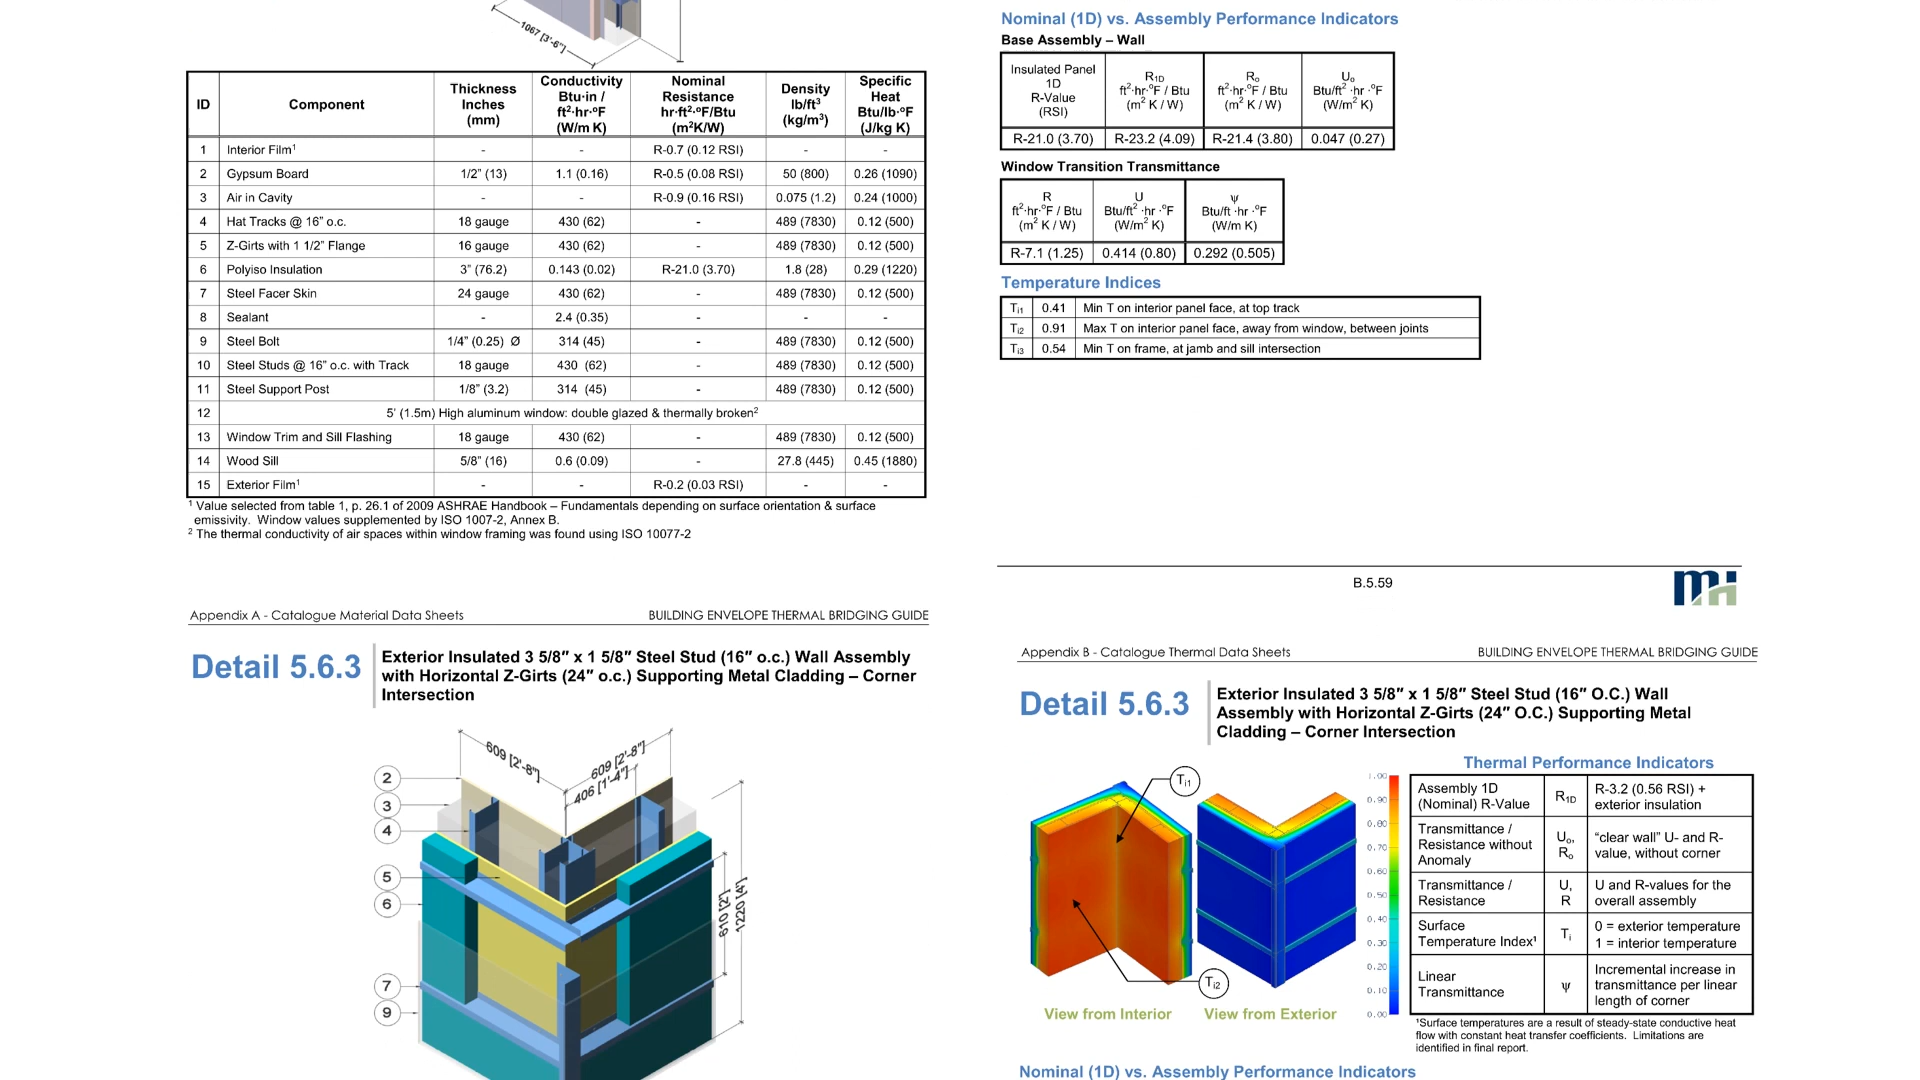 1067 [3'-6"]
ID Component Thickness Inches (mm) Conductivity Btu·in / ft²·hr·ºF (W/m K) Nominal Resistance hr·ft²·ºF/Btu (m²K/W) Density lb/ft³ (kg/m³) Specific Heat Btu/lb·ºF (J/kg K)
1 Interior Film¹ - - R-0.7 (0.12 RSI) - -
2 Gypsum Board 1/2” (13) 1.1 (0.16) R-0.5 (0.08 RSI) 50 (800) 0.26 (1090)
3 Air in Cavity - - R-0.9 (0.16 RSI) 0.075 (1.2) 0.24 (1000)
4 Hat Tracks @ 16” o.c. 18 gauge 430 (62) - 489 (7830) 0.12 (500)
5 Z-Girts with 1 1/2” Flange 16 gauge 430 (62) - 489 (7830) 0.12 (500)
6 Polyiso Insulation 3” (76.2) 0.143 (0.02) R-21.0 (3.70) 1.8 (28) 0.29 (1220)
7 Steel Facer Skin 24 gauge 430 (62) - 489 (7830) 0.12 (500)
8 Sealant - 2.4 (0.35) - - -
9 Steel Bolt 1/4” (0.25) Ø 314 (45) - 489 (7830) 0.12 (500)
10 Steel Studs @ 16” o.c. with Track 18 gauge 430 (62) - 489 (7830) 0.12 (500)
11 Steel Support Post 1/8” (3.2) 314 (45) - 489 (7830) 0.12 (500)
12 5’ (1.5m) High aluminum window: double glazed & thermally broken²
13 Window Trim and Sill Flashing 18 gauge 430 (62) - 489 (7830) 0.12 (500)
14 Wood Sill 5/8” (16) 0.6 (0.09) - 27.8 (445) 0.45 (1880)
15 Exterior Film¹ - - R-0.2 (0.03 RSI) - -
¹ Value selected from table 1, p. 26.1 of 2009 ASHRAE Handbook – Fundamentals depending on surface orientation & surface
emissivity. Window values supplemented by ISO 1007-2, Annex B.
² The thermal conductivity of air spaces within window framing was found using ISO 10077-2
Nominal (1D) vs. Assembly Performance Indicators
Base Assembly – Wall
Insulated Panel 1D R-Value (RSI) R1D ft²·hr·ºF / Btu (m² K / W) Ro ft²·hr·ºF / Btu (m² K / W) Uo Btu/ft² ·hr ·ºF (W/m² K)
R-21.0 (3.70) R-23.2 (4.09) R-21.4 (3.80) 0.047 (0.27)
Window Transition Transmittance
R ft²·hr·ºF / Btu (m² K / W) U Btu/ft² ·hr ·ºF (W/m² K) ψ Btu/ft ·hr ·ºF (W/m K)
R-7.1 (1.25) 0.414 (0.80) 0.292 (0.505)
Temperature Indices
Ti1 0.41 Min T on interior panel face, at top track
Ti2 0.91 Max T on interior panel face, away from window, between joints
Ti3 0.54 Min T on frame, at jamb and sill intersection
B.5.59
mh
Appendix A - Catalogue Material Data Sheets BUILDING ENVELOPE THERMAL BRIDGING GUIDE
Detail 5.6.3
Exterior Insulated 3 5/8” x 1 5/8” Steel Stud (16” o.c.) Wall Assembly
with Horizontal Z-Girts (24” o.c.) Supporting Metal Cladding – Corner
Intersection
609 [2'-8"]
609 [2'-8"]
406 [1'-4"]
2
3
4
5
6
7
9
610 [2']
1220 [4']
Appendix B - Catalogue Thermal Data Sheets BUILDING ENVELOPE THERMAL BRIDGING GUIDE
Detail 5.6.3
Exterior Insulated 3 5/8” x 1 5/8” Steel Stud (16” O.C.) Wall
Assembly with Horizontal Z-Girts (24” O.C.) Supporting Metal
Cladding – Corner Intersection
Ti1
Ti2
View from Interior
View from Exterior
1.00
0.90
0.80
0.70
0.60
0.50
0.40
0.30
0.20
0.10
0.00
Thermal Performance Indicators
Assembly 1D (Nominal) R-Value R1D R-3.2 (0.56 RSI) + exterior insulation
Transmittance / Resistance without Anomaly Uo, Ro “clear wall” U- and R-value, without corner
Transmittance / Resistance U, R U and R-values for the overall assembly
Surface Temperature Index¹ Ti 0 = exterior temperature 1 = interior temperature
Linear Transmittance ψ Incremental increase in transmittance per linear length of corner
¹Surface temperatures are a result of steady-state conductive heat
flow with constant heat transfer coefficients. Limitations are
identified in final report.
Nominal (1D) vs. Assembly Performance Indicators